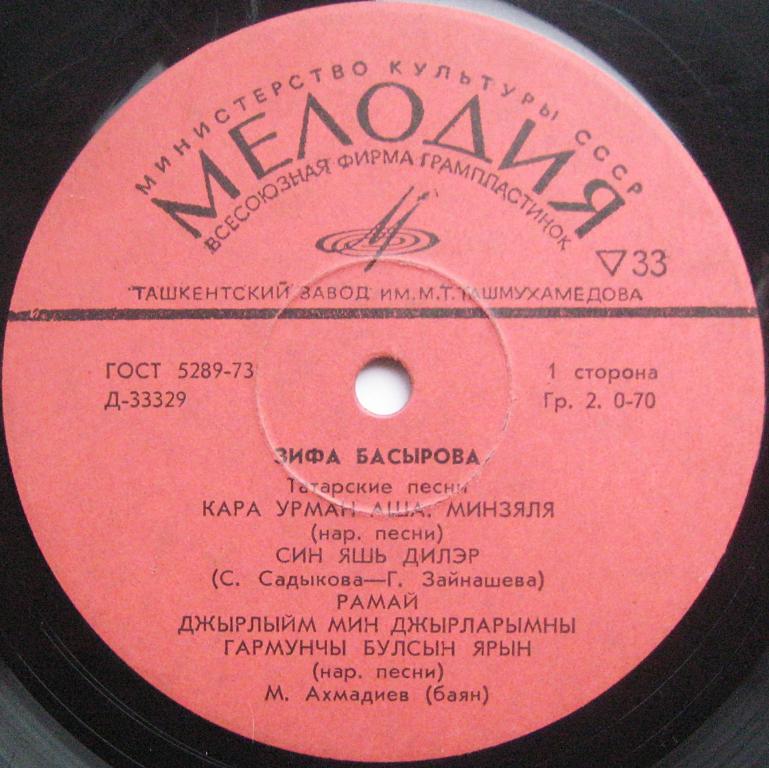 МИНИСТЕРСТВО КУЛЬТУРЫ СССР
МЕЛОДИЯ
ВСЕСОЮЗНАЯ ФИРМА ГРАМПЛАСТИНОК
33
ТАШКЕНТСКИЙ ЗАВОД ИМ. М. Т. ТАШМУХАМЕДОВА
ГОСТ 5289-73
1 сторона
Д-33329
Гр. 2. 0-70
ЗИФА БАСЫРОВА
Татарские песни
КАРА УРМАН АША. МИНЗЯЛЯ
(нар. песни)
СИН ЯШЬ ДИЛЭР
(С. Садыкова—Г. Зайнашева)
РАМАЙ
ДЖЫРЛЫЙМ МИН ДЖЫРЛАРЫМНЫ
ГАРМУНЧЫ БУЛСЫН ЯРЫН
(нар. песни)
М. Ахмадиев (баян)